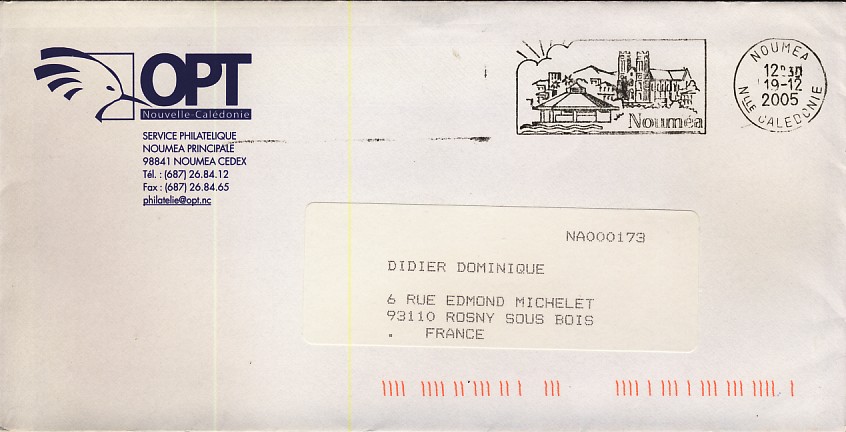 OPT
Nouvelle-Calédonie
SERVICE PHILATELIQUE
NOUMEA PRINCIPALE
98841 NOUMEA CEDEX
Tél. : (687) 26.84.12
Fax : (687) 26.84.65
philatelie@opt.nc
Nouméa
NOUMEA
12H30
19-12
2005
NLLE CALEDONIE
NA000173
DIDIER DOMINIQUE
6 RUE EDMOND MICHELET
93110 ROSNY SOUS BOIS
. FRANCE